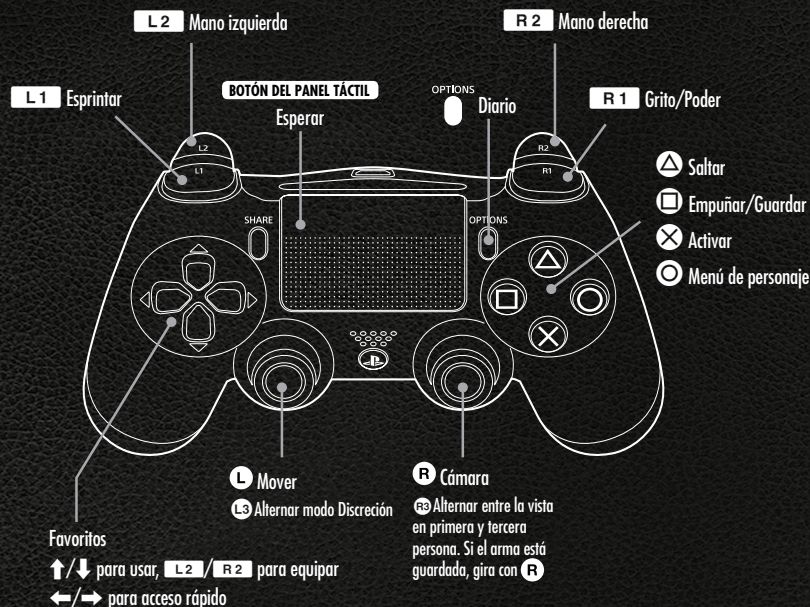 L2 Mano izquierda
R2 Mano derecha
L1 Esprintar
BOTÓN DEL PANEL TÁCTIL
Esperar
OPTIONS
Diario
R1 Grito/Poder
L2
L1
R2
R1
SHARE
OPTIONS
△ Saltar
□ Empuñar/Guardar
✕ Activar
○ Menú de personaje
L Mover
L3 Alternar modo Discreción
R Cámara
R3 Alternar entre la vista
en primera y tercera
persona. Si el arma está
guardada, gira con R
Favoritos
↑/↓ para usar, L2/R2 para equipar
←/→ para acceso rápido